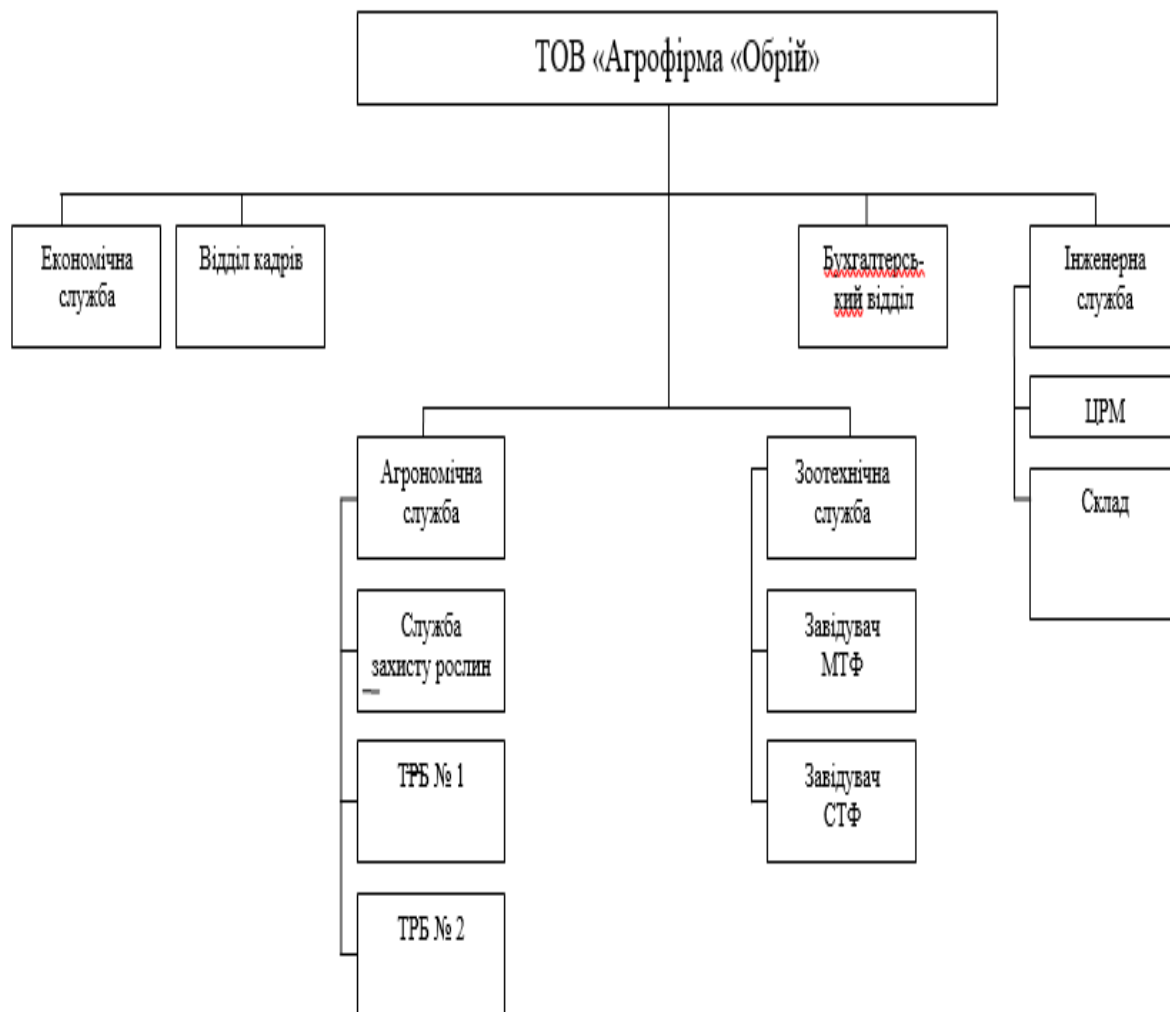 ТОВ «Агрофірма «Обрій»
Економічна
служба
Відділ кадрів
Бухгалтерсь-
кий відділ
Інженерна
служба
ЦРМ
Склад
Агрономічна
служба
Служба
захисту рослин
ТРБ № 1
ТРБ № 2
Зоотехнічна
служба
Завідувач
МТФ
Завідувач
СТФ